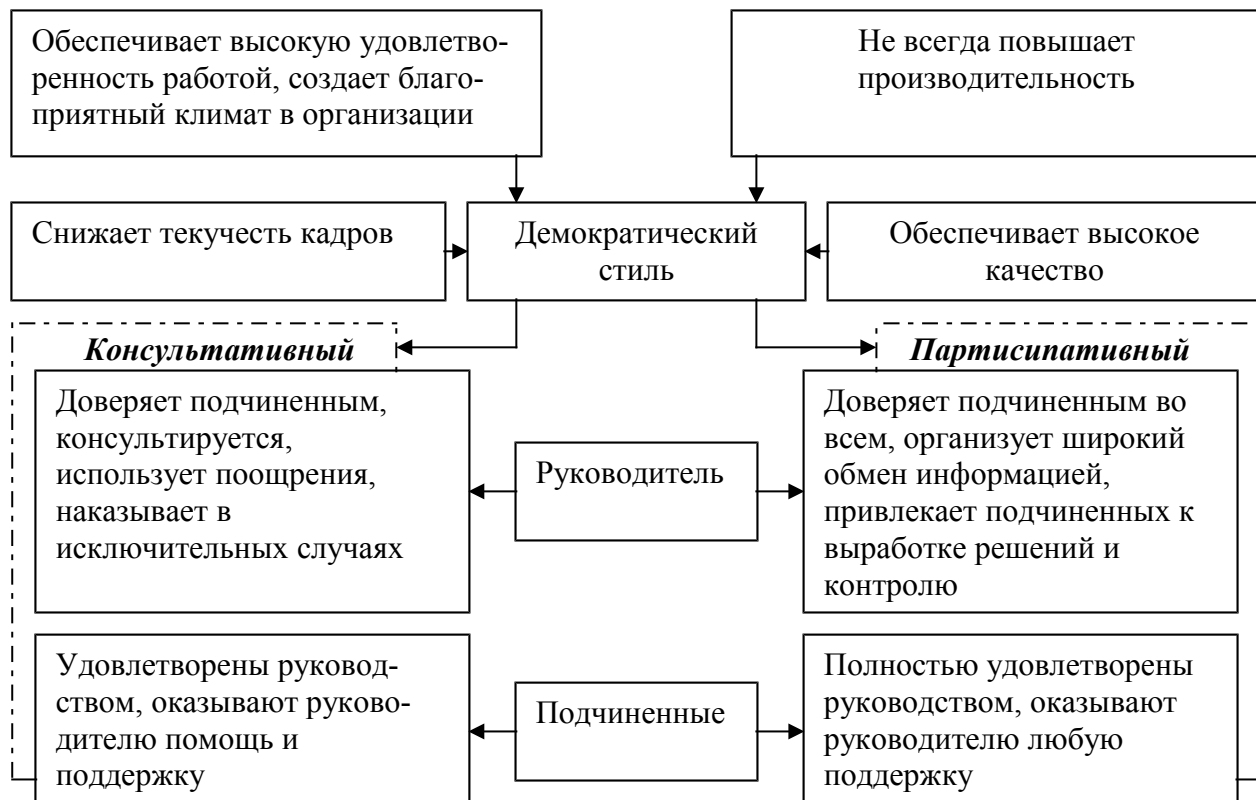 Обеспечивает высокую удовлетво-
ренность работой, создает благо-
приятный климат в организации
Не всегда повышает
производительность
Снижает текучесть кадров
Демократический
стиль
Обеспечивает высокое
качество
Консультативный
Партисипативный
Доверяет подчиненным,
консультируется,
использует поощрения,
наказывает в
исключительных случаях
Руководитель
Доверяет подчиненным во
всем, организует широкий
обмен информацией,
привлекает подчиненных к
выработке решений и
контролю
Удовлетворены руковод-
ством, оказывают руково-
дителю помощь и
поддержку
Подчиненные
Полностью удовлетворены
руководством, оказывают
руководителю любую
поддержку